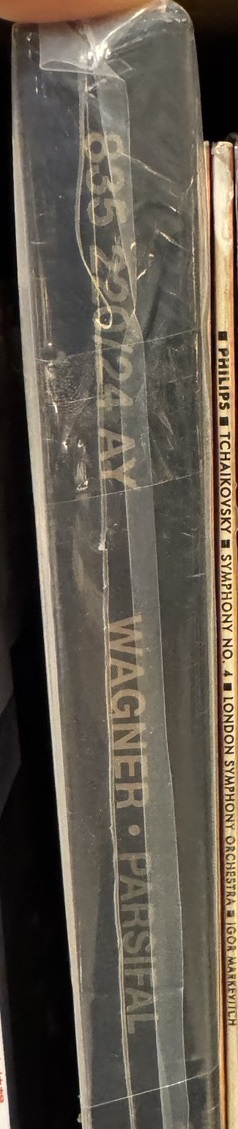 835 220/24 AY WAGNER • PARSIFAL
■ PHILIPS ■ TCHAIKOVSKY ■ SYMPHONY NO. 4 ■ LONDON SYMPHONY ORCHESTRA ■ IGOR MARKEVITCH